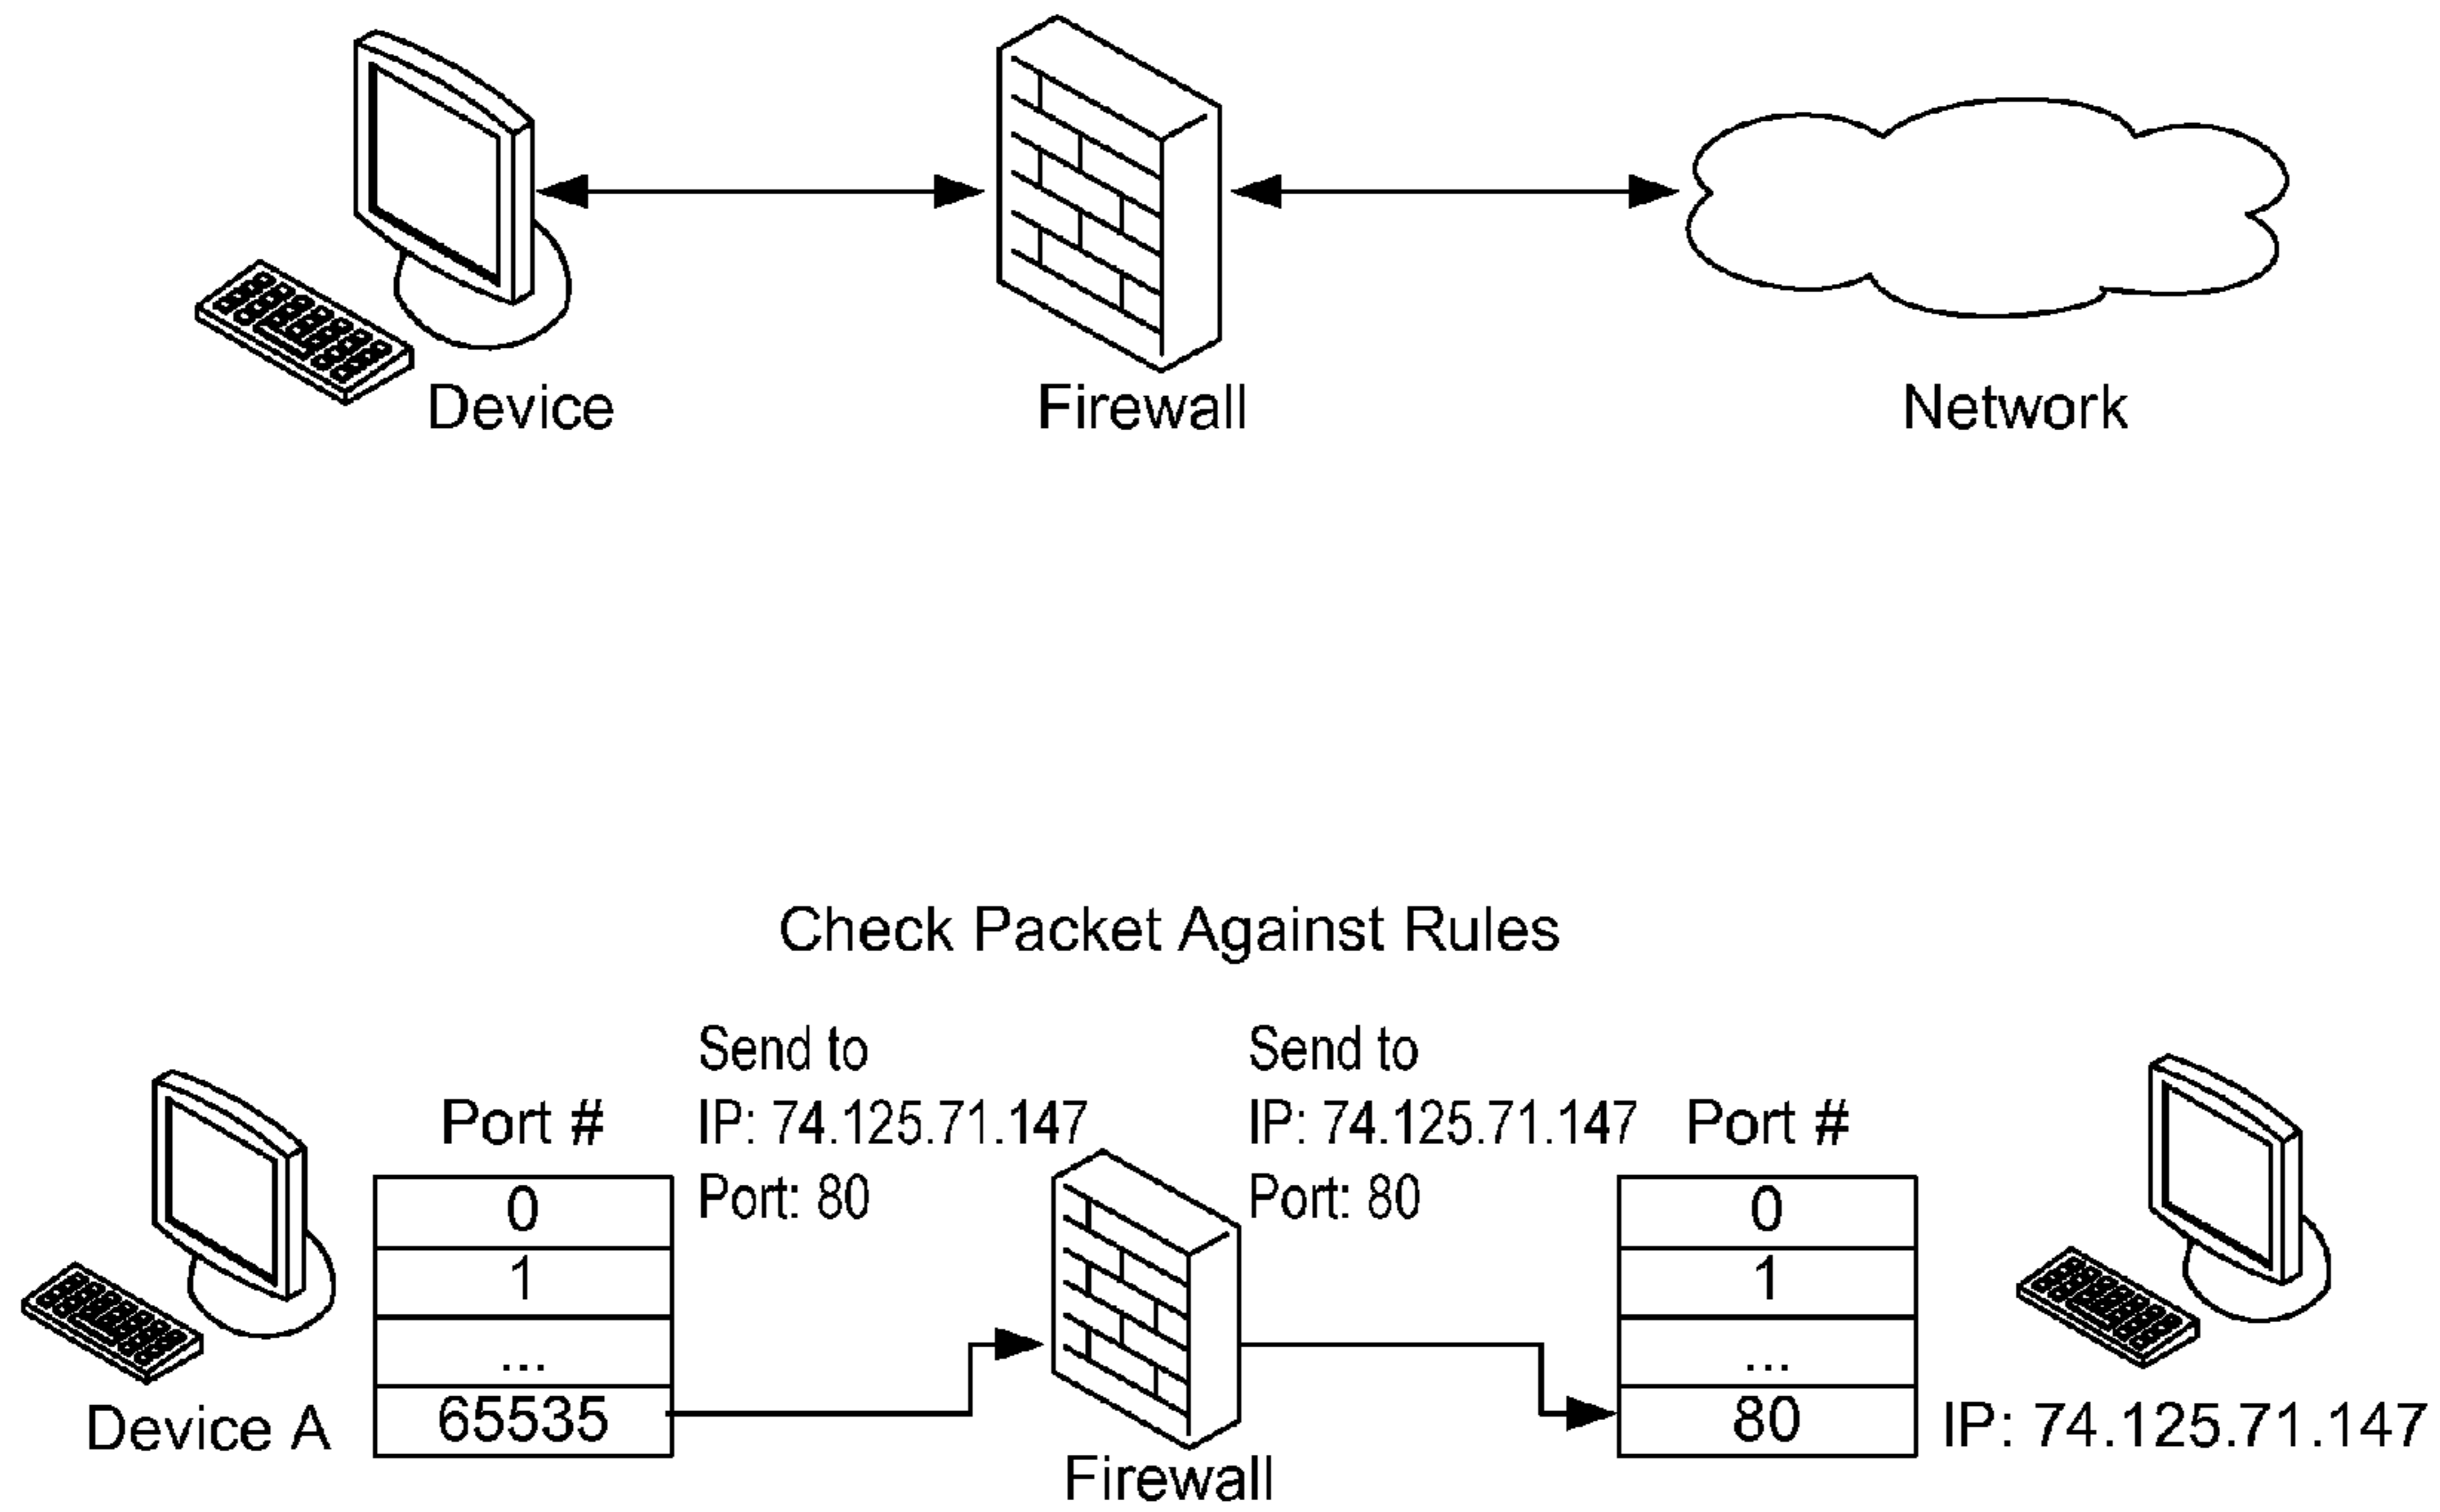 Device
Firewall
Network
Check Packet Against Rules
Send to
IP: 74.125.71.147
Port: 80
Send to
IP: 74.125.71.147
Port: 80
Port #
0
1
...
65535
Port #
0
1
...
80
Device A
Firewall
IP: 74.125.71.147